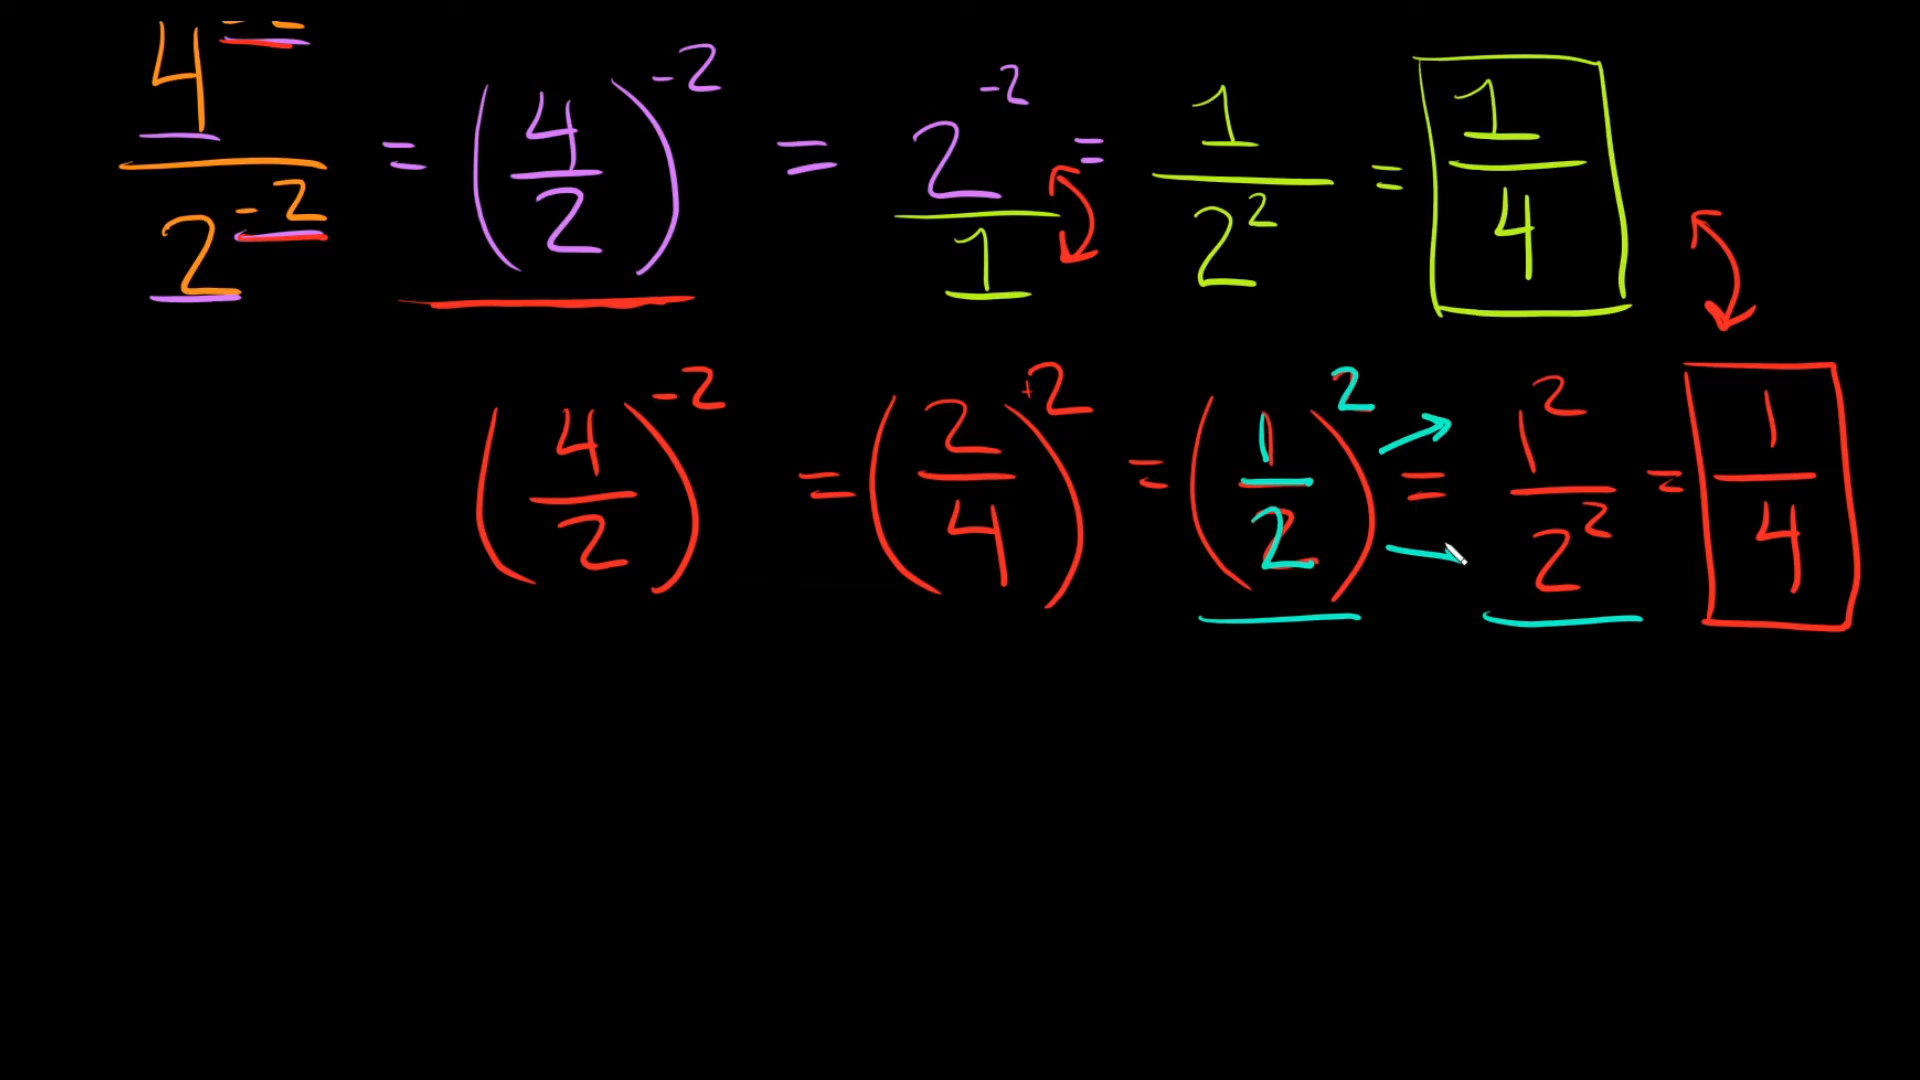 4^{-2}/2^{-2} = (4/2)^{-2} = 2^{-2}/1 = 1/2^2 = 1/4
(4/2)^{-2} = (2/4)^{+2} = (1/2)^2 = 1^2/2^2 = 1/4